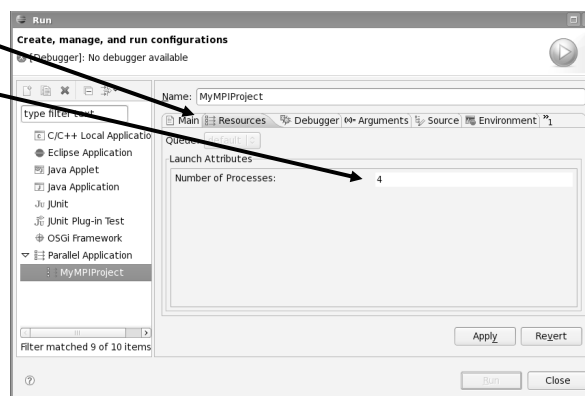 Run
Create, manage, and run configurations
[Debugger]: No debugger available
type filter text
C/C++ Local Applicatio
Eclipse Application
Java Applet
Java Application
JUnit
JUnit Plug-in Test
OSGi Framework
Parallel Application
MyMPIProject
Filter matched 9 of 10 items
Name: MyMPIProject
Main Resources Debugger Arguments Source Environment »1
Queue: default
Launch Attributes
Number of Processes: 4
Apply Revert
Run Close